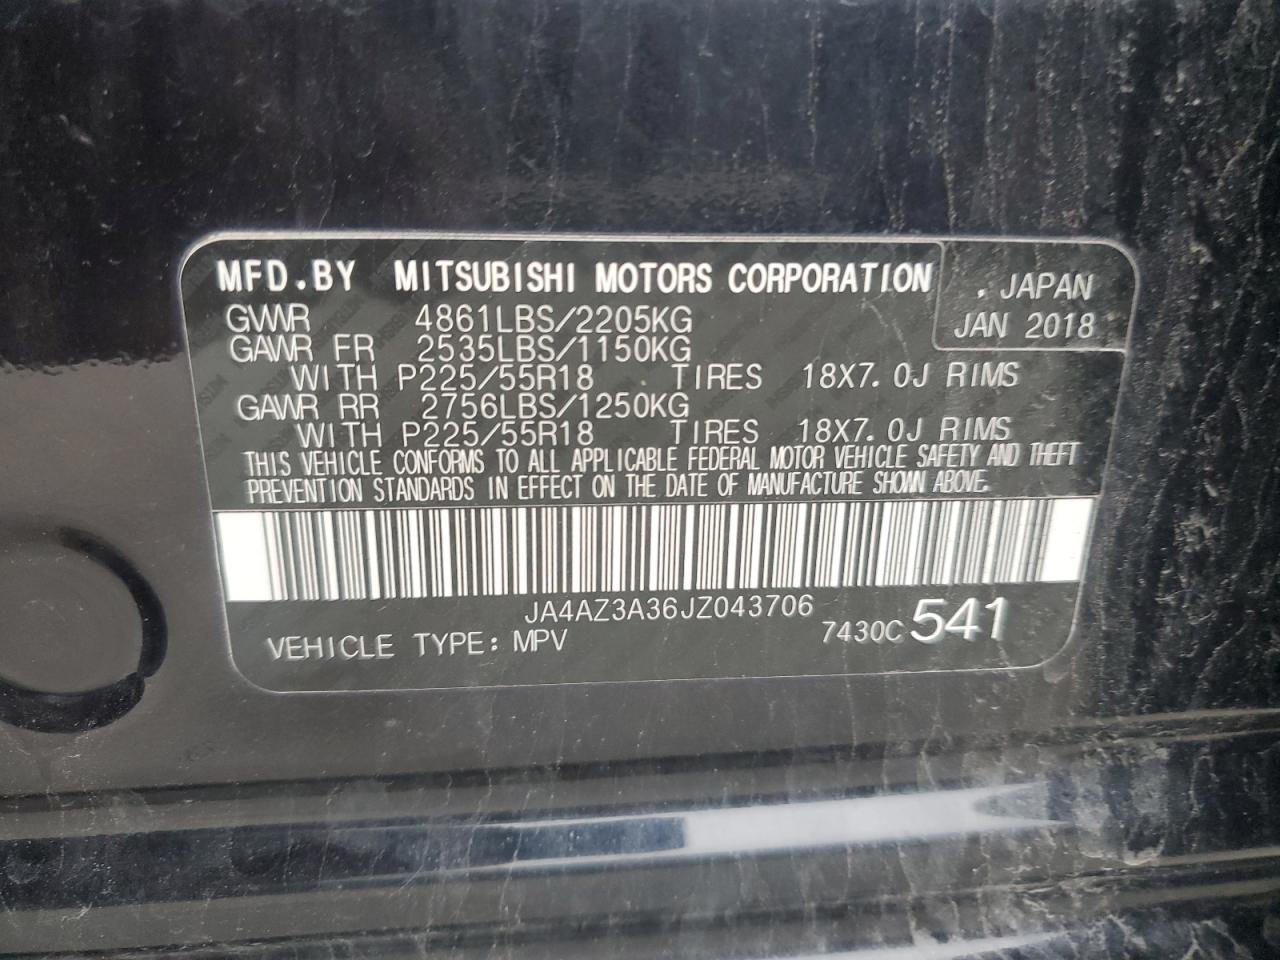 MFD.BY MITSUBISHI MOTORS CORPORATION
. JAPAN
JAN 2018
GVWR 4861LBS/2205KG
GAWR FR 2535LBS/1150KG
WITH P225/55R18 TIRES 18X7.0J RIMS
GAWR RR 2756LBS/1250KG
WITH P225/55R18 TIRES 18X7.0J RIMS
THIS VEHICLE CONFORMS TO ALL APPLICABLE FEDERAL MOTOR VEHICLE SAFETY AND THEFT
PREVENTION STANDARDS IN EFFECT ON THE DATE OF MANUFACTURE SHOWN ABOVE.
JA4AZ3A36JZ043706
VEHICLE TYPE: MPV 7430C 541